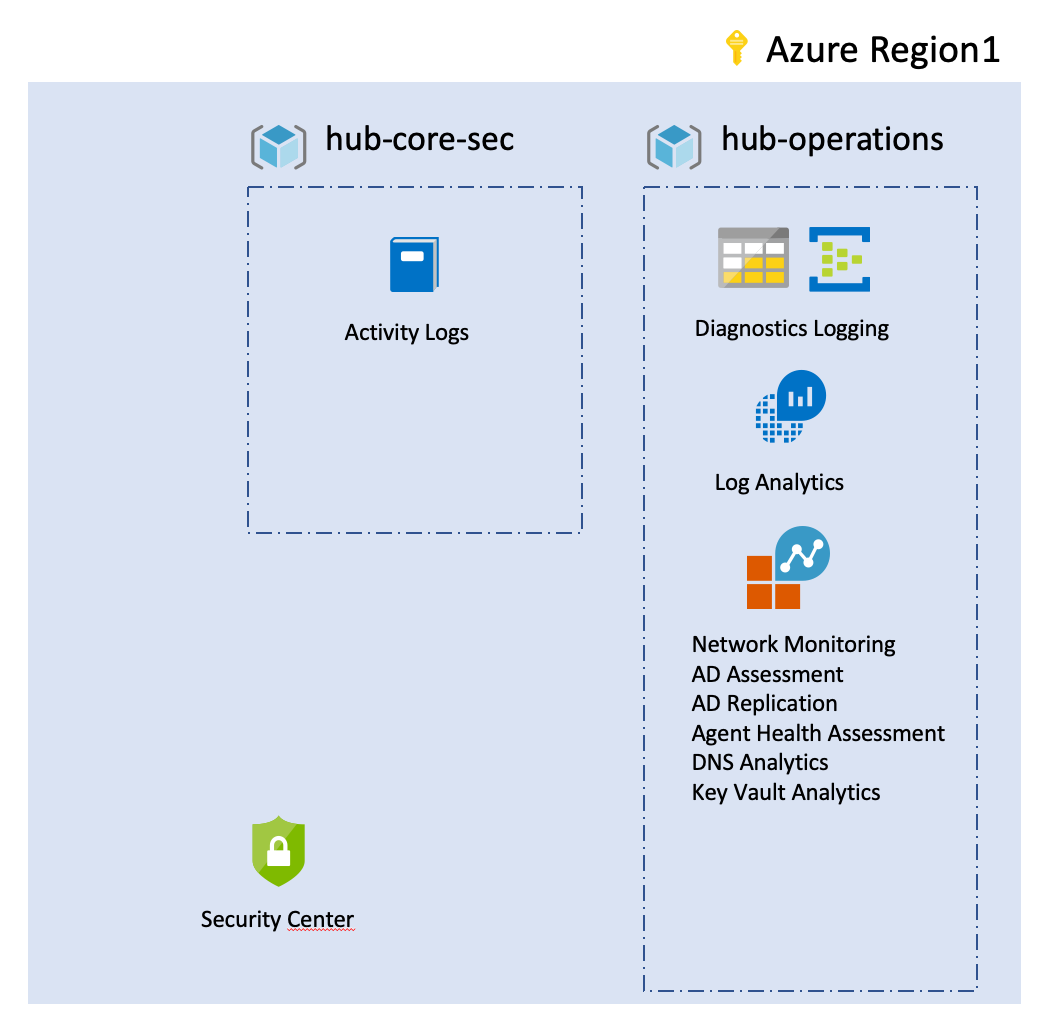 Azure Region1
hub-core-sec
Activity Logs
hub-operations
Diagnostics Logging
Log Analytics
Network Monitoring
AD Assessment
AD Replication
Agent Health Assessment
DNS Analytics
Key Vault Analytics
Security Center